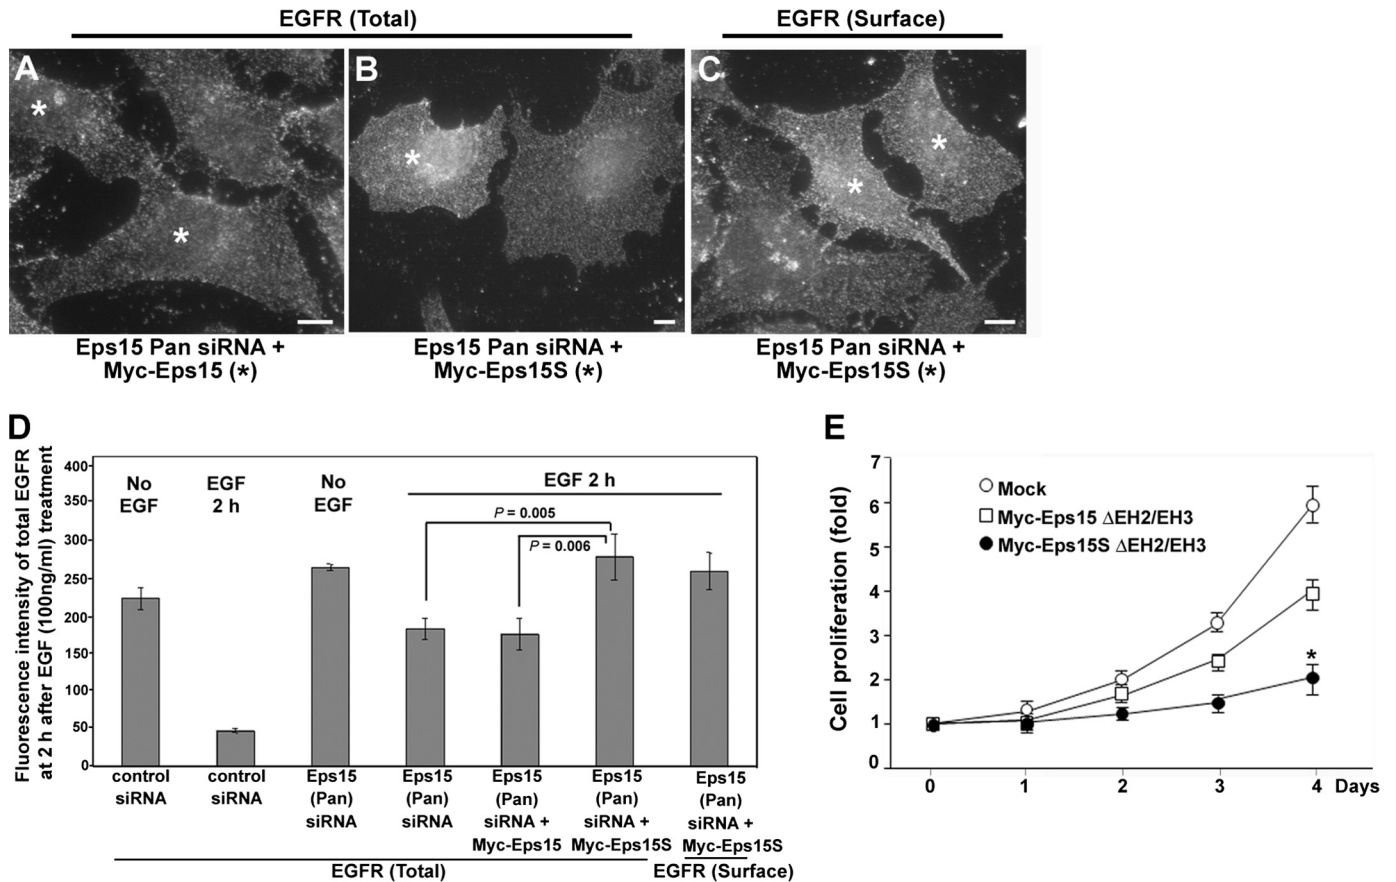 EGFR (Total)
EGFR (Surface)
A
B
C
*
*
*
*
*
Eps15 Pan siRNA +
Myc-Eps15 (*)
Eps15 Pan siRNA +
Myc-Eps15S (*)
Eps15 Pan siRNA +
Myc-Eps15S (*)
D
Fluorescence intensity of total EGFR
at 2 h after EGF (100ng/ml) treatment
400
350
300
250
200
150
100
50
0
No
EGF
EGF
2 h
No
EGF
EGF 2 h
P = 0.005
P = 0.006
control
siRNA
control
siRNA
Eps15
(Pan)
siRNA
Eps15
(Pan)
siRNA
Eps15
(Pan)
siRNA +
Myc-Eps15
Eps15
(Pan)
siRNA +
Myc-Eps15S
Eps15
(Pan)
siRNA +
Myc-Eps15S
EGFR (Total)
EGFR (Surface)
E
Cell proliferation (fold)
7
6
5
4
3
2
1
0
Mock
Myc-Eps15 ΔEH2/EH3
Myc-Eps15S ΔEH2/EH3
*
0 1 2 3 4 Days